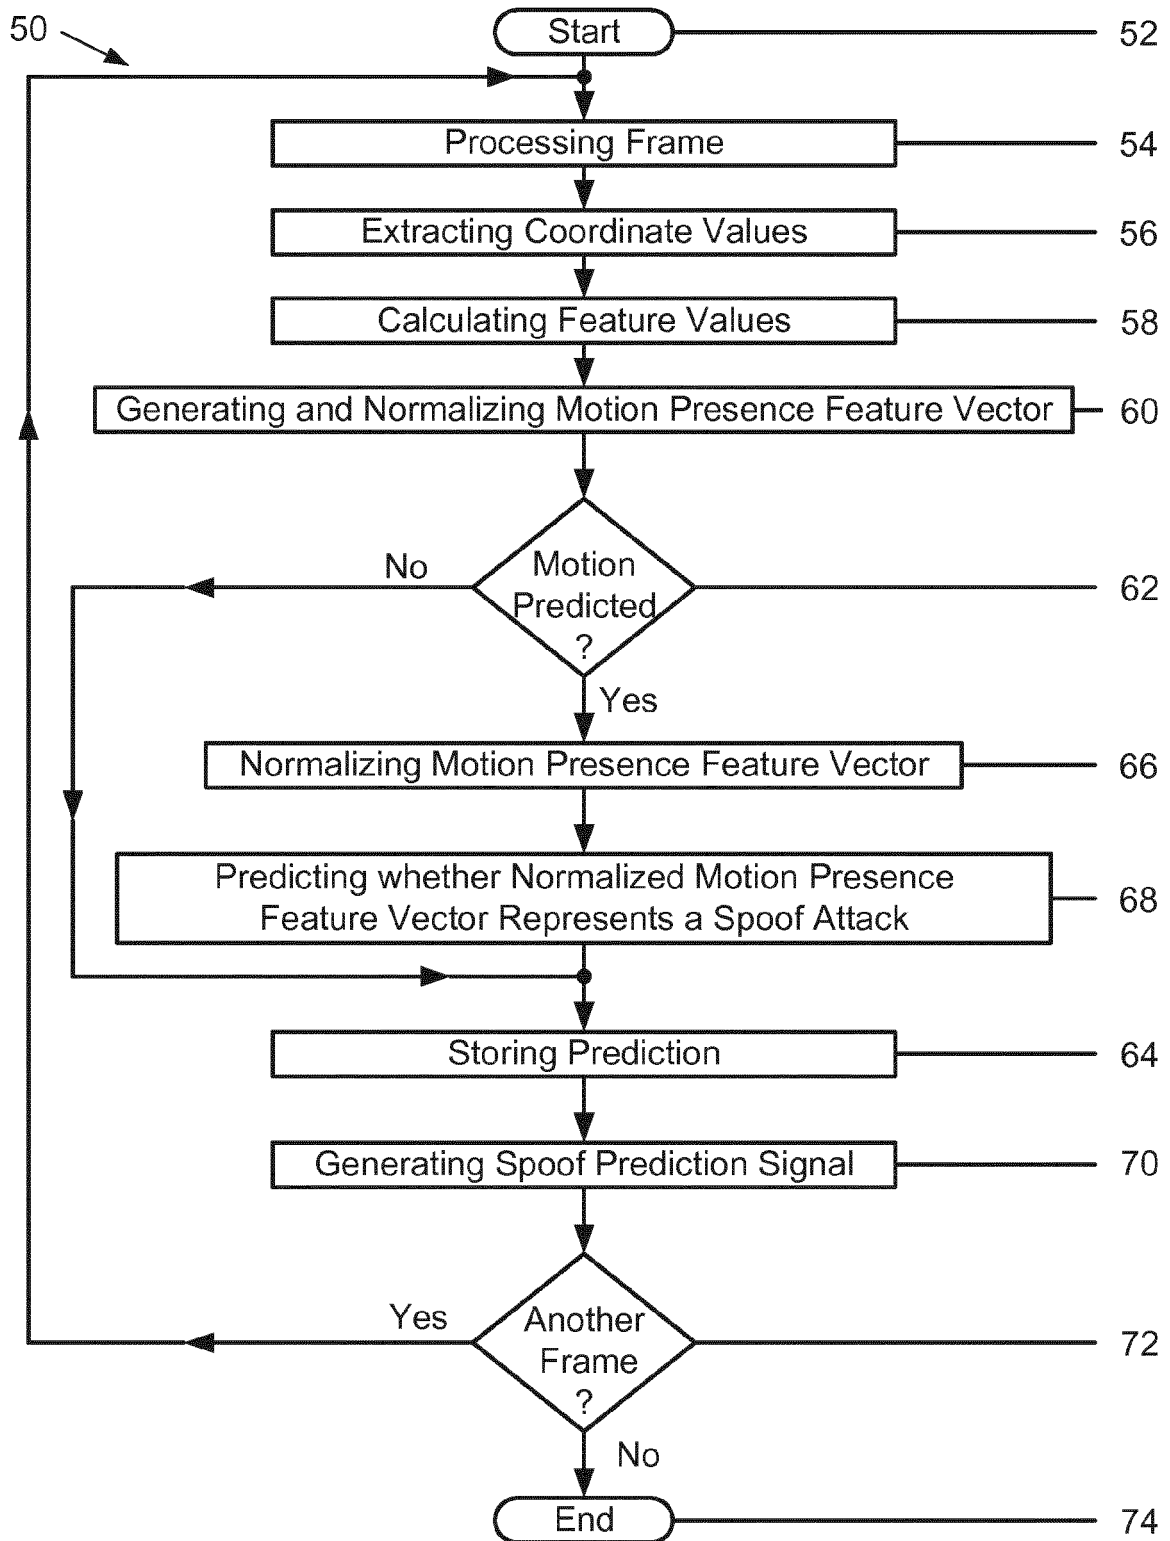 50
Start
52
Processing Frame
54
Extracting Coordinate Values
56
Calculating Feature Values
58
Generating and Normalizing Motion Presence Feature Vector
60
No
Motion
Predicted
?
62
Yes
Normalizing Motion Presence Feature Vector
66
Predicting whether Normalized Motion Presence
Feature Vector Represents a Spoof Attack
68
Storing Prediction
64
Generating Spoof Prediction Signal
70
Yes
Another
Frame
?
72
No
End
74